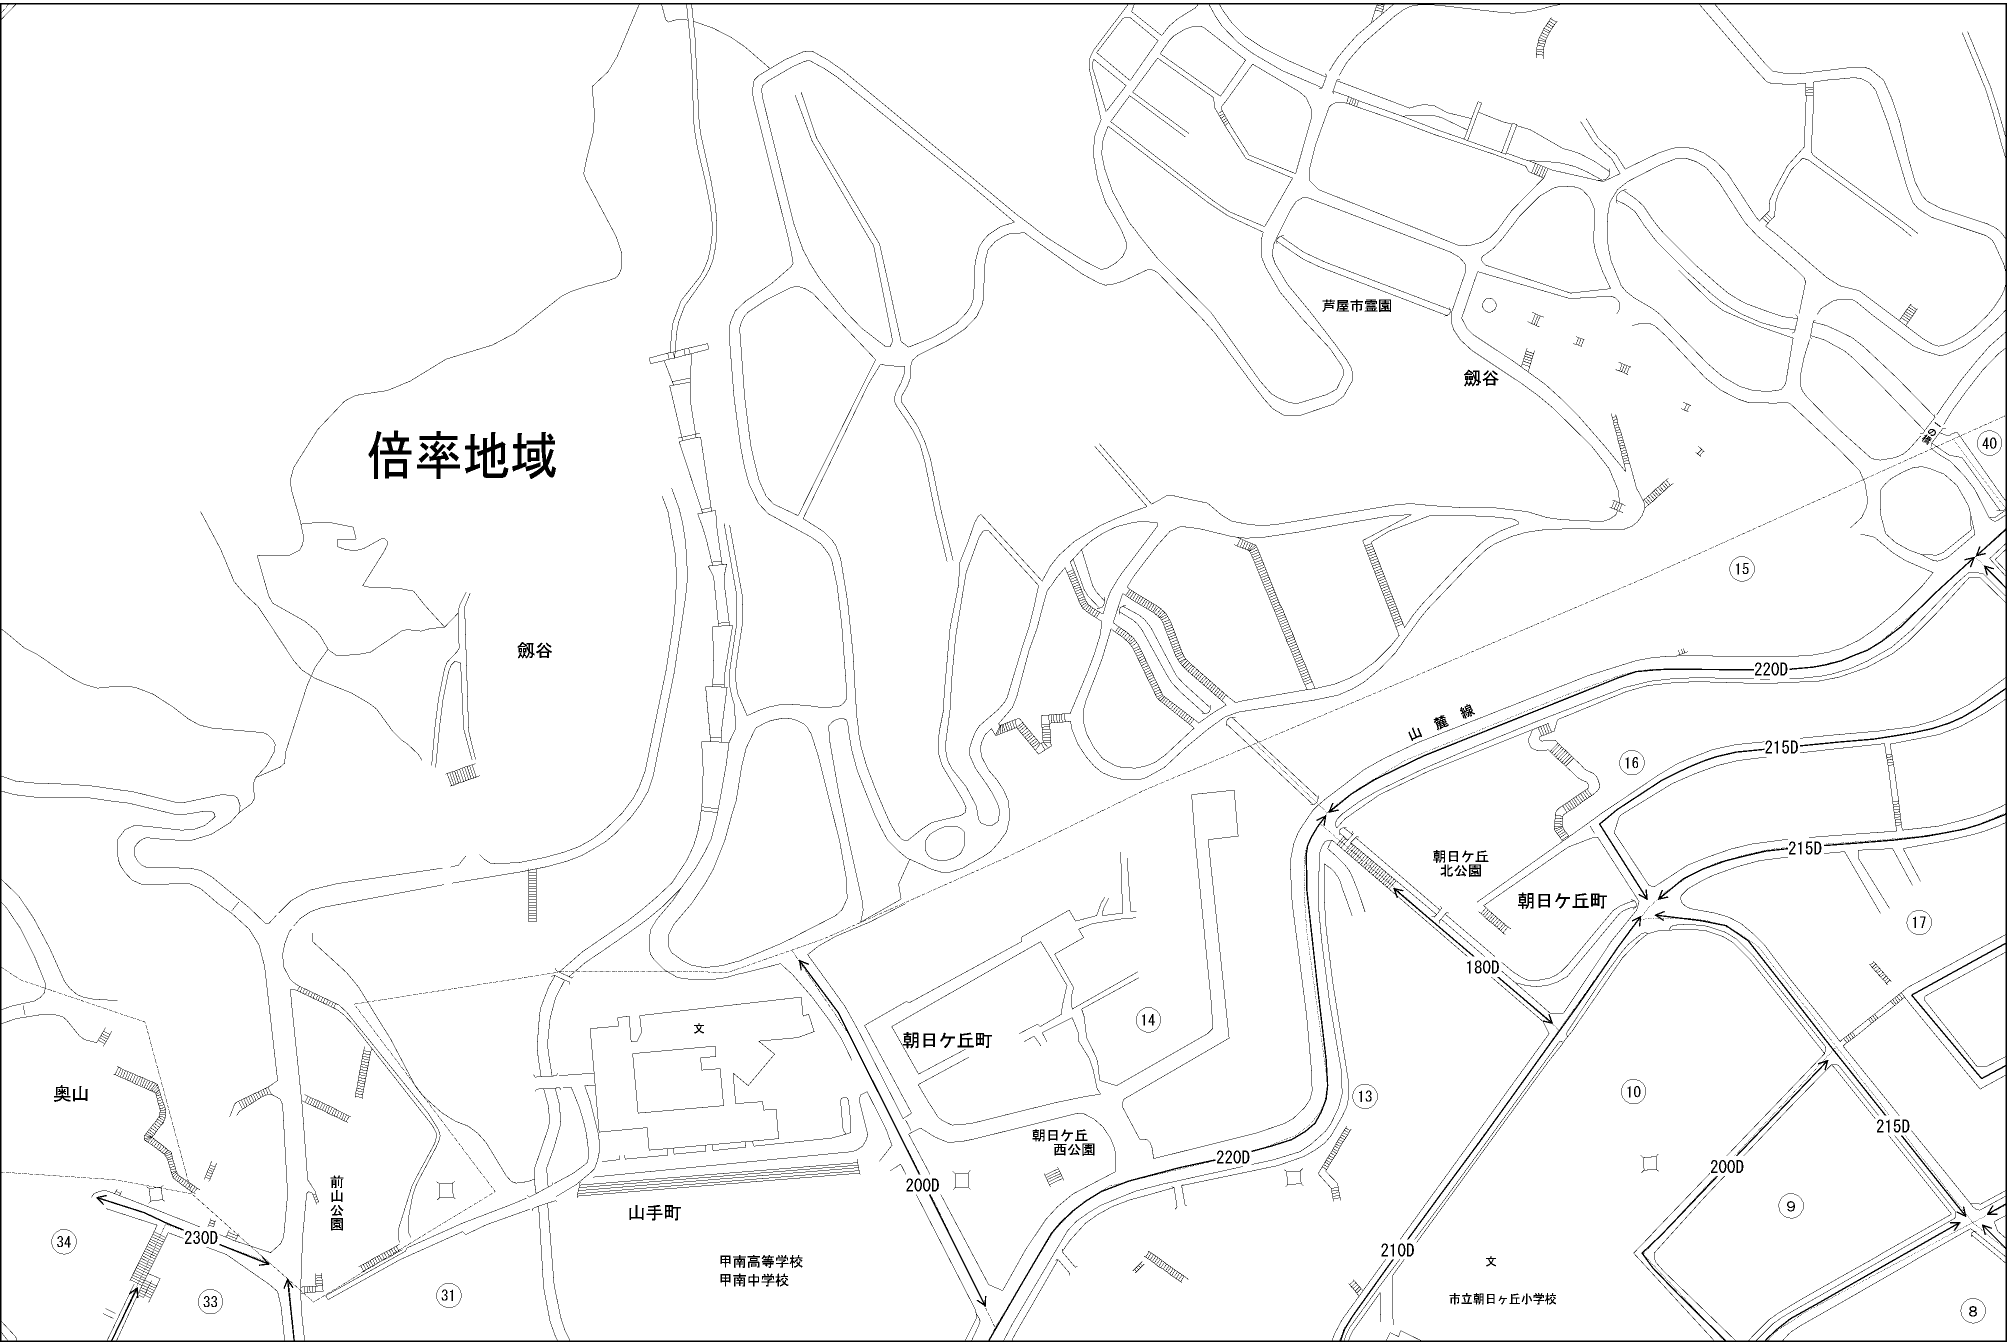 芦屋市霊園
劔谷
一の橋
40
倍率地域
15
劔谷
220D
山麓線
16
215D
215D
朝日ケ丘
北公園
朝日ケ丘町
17
180D
14
文
朝日ケ丘町
10
奥山
13
215D
朝日ケ丘
西公園
220D
200D
200D
前山公園
9
山手町
34
230D
210D
甲南高等学校
甲南中学校
文
31
33
市立朝日ヶ丘小学校
8